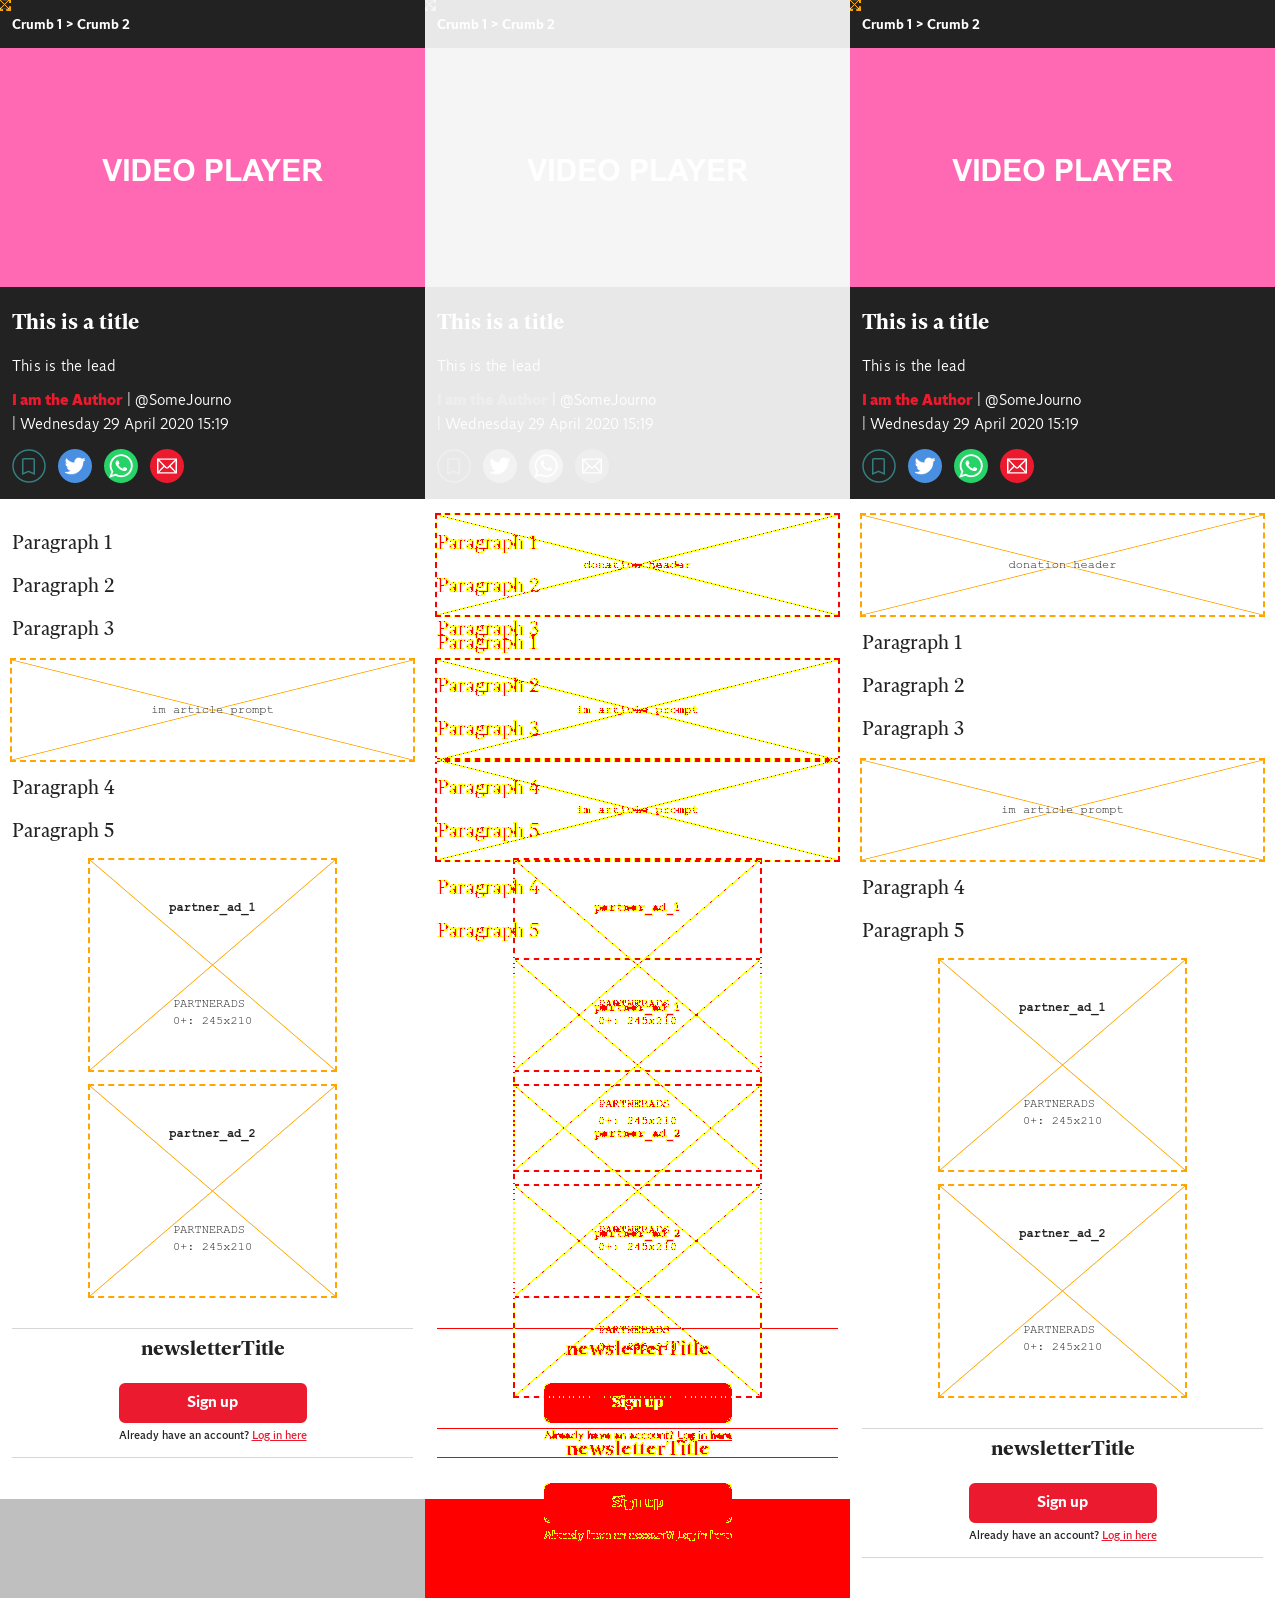 Crumb 1 > Crumb 2
VIDEO PLAYER
This is a title
This is the lead
I am the Author | @SomeJourno
| Wednesday 29 April 2020 15:19
Paragraph 1
Paragraph 2
Paragraph 3
im article prompt
Paragraph 4
Paragraph 5
partner_ad_1
PARTNERADS
0+: 245x210
partner_ad_2
PARTNERADS
0+: 245x210
newsletterTitle
Sign up
Already have an account? Log in here
Crumb 1 > Crumb 2
VIDEO PLAYER
This is a title
This is the lead
I am the Author | @SomeJourno
| Wednesday 29 April 2020 15:19
Paragraph 1
donation header
Paragraph 2
Paragraph 3
Paragraph 1
Paragraph 2
im article prompt
Paragraph 3
Paragraph 4
im article prompt
Paragraph 5
Paragraph 4
partner_ad_1
Paragraph 5
PARTNERADS
partner_ad_1
0+: 245x210
PARTNERADS
0+: 245x210
partner_ad_2
PARTNERADS
partner_ad_2
0+: 245x210
PARTNERADS
0+: 245x210
newsletterTitle
Sign up
Already have an account? Log in here
newsletterTitle
Sign up
Already have an account? Log in here
Crumb 1 > Crumb 2
VIDEO PLAYER
This is a title
This is the lead
I am the Author | @SomeJourno
| Wednesday 29 April 2020 15:19
donation header
Paragraph 1
Paragraph 2
Paragraph 3
im article prompt
Paragraph 4
Paragraph 5
partner_ad_1
PARTNERADS
0+: 245x210
partner_ad_2
PARTNERADS
0+: 245x210
newsletterTitle
Sign up
Already have an account? Log in here